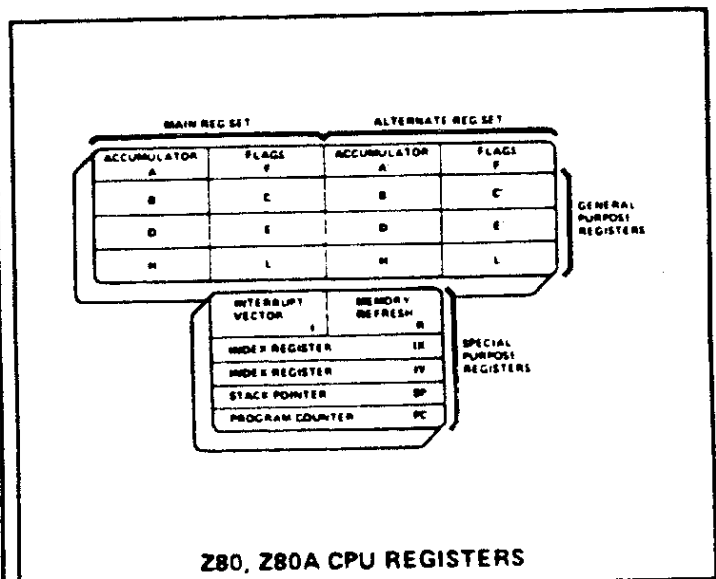 MAIN REG SET ALTERNATE REG SET
ACCUMULATOR FLAGS ACCUMULATOR FLAGS
A F A F
B C B C'
D E D E
H L H L
GENERAL
PURPOSE
REGISTERS
INTERRUPT MEMORY
VECTOR REFRESH
I R
INDEX REGISTER IX
INDEX REGISTER IY
STACK POINTER SP
PROGRAM COUNTER PC
SPECIAL
PURPOSE
REGISTERS
Z80, Z80A CPU REGISTERS